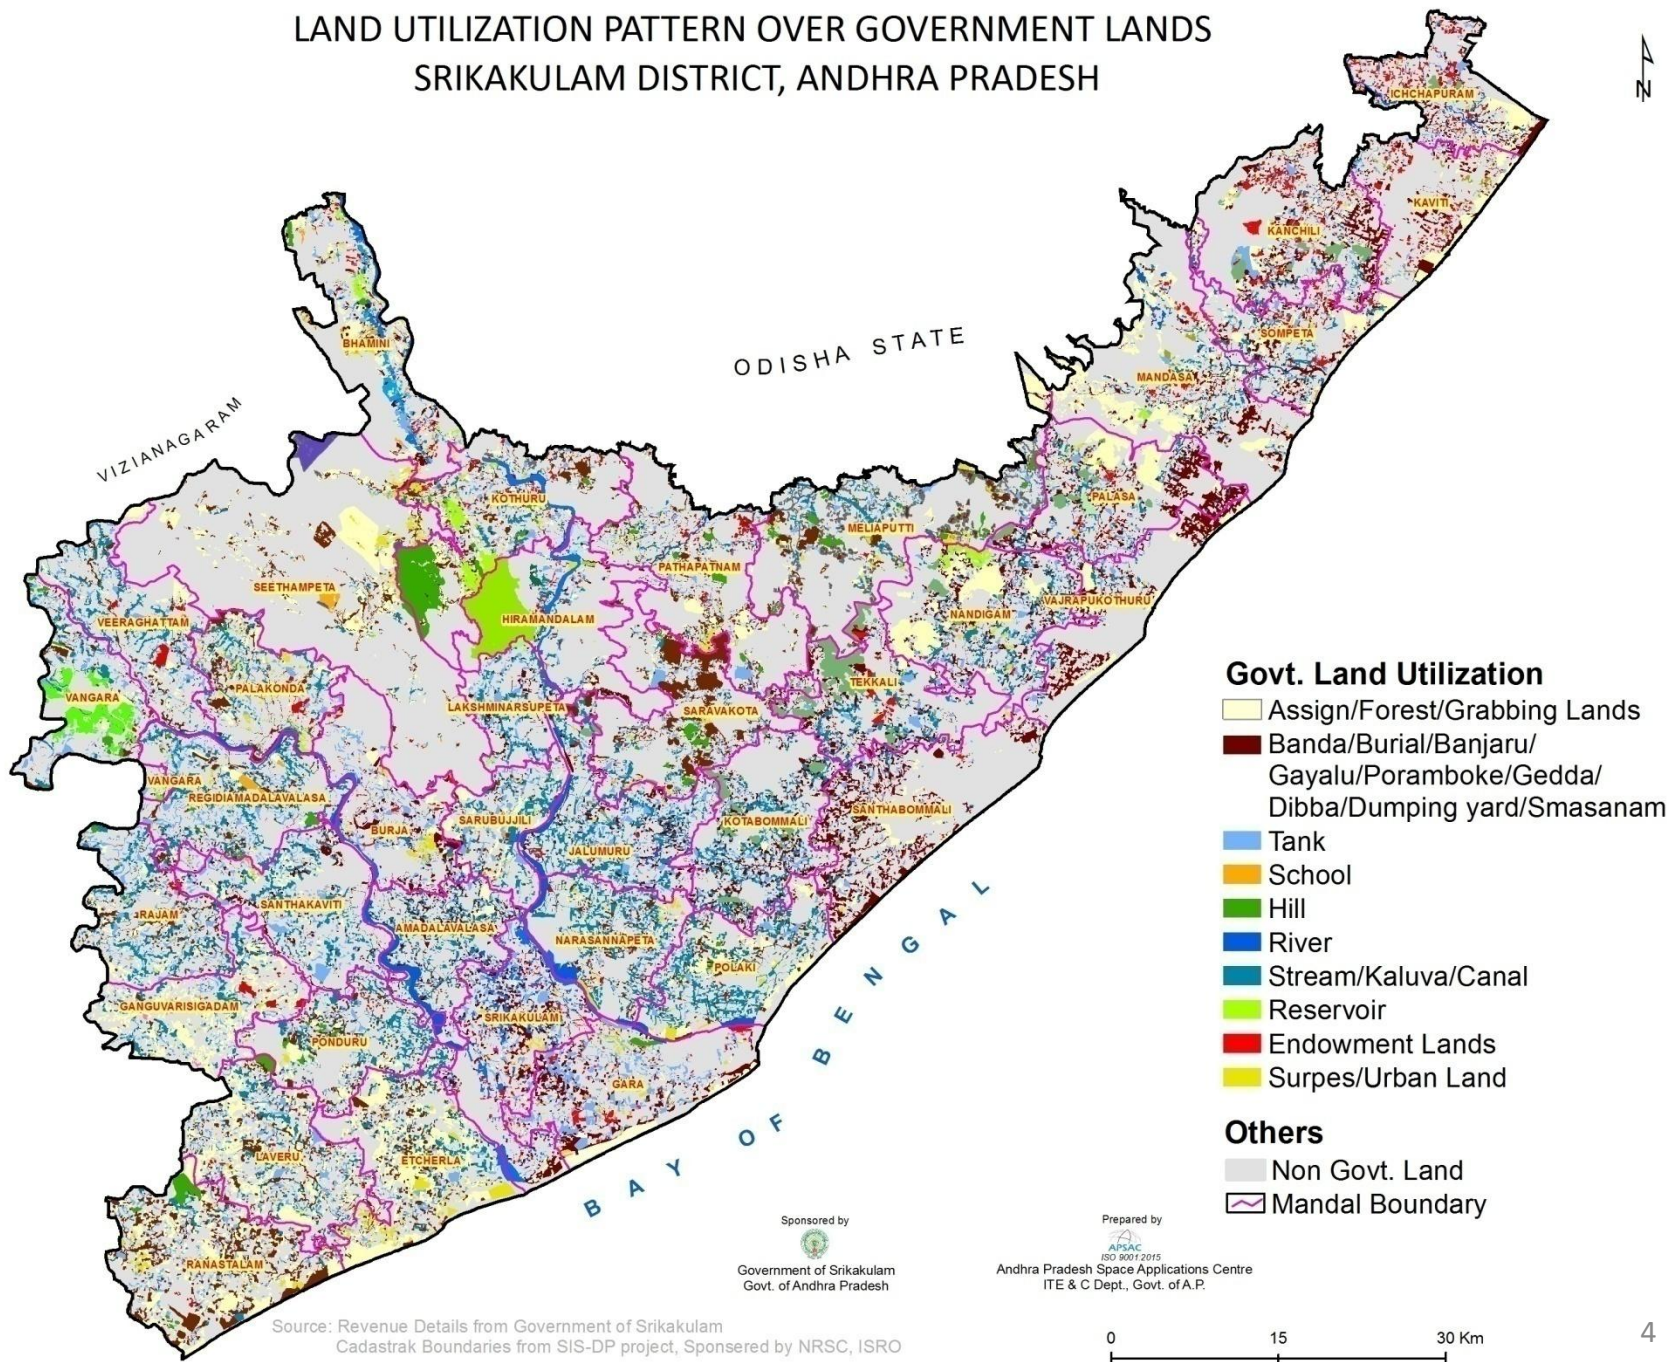 LAND UTILIZATION PATTERN OVER GOVERNMENT LANDS
SRIKAKULAM DISTRICT, ANDHRA PRADESH
N
ICHCHAPURAM
KAVITI
KANCHILI
SOMPETA
BHAMINI
ODISHA STATE
MANDASA
VIZIANAGARAM
KOTHURU
PALASA
MELIAPUTTI
PATHAPATNAM
SEETHAMPETA
VAJRAPUKOTHURU
NANDIGAM
HIRAMANDALAM
VEERAGHATTAM
TEKKALI
PALAKONDA
VANGARA
LAKSHMINARSUPETA
SARAVAKOTA
VANGARA
REGIDIAMADALAVALASA
SANTHABOMMALI
SARUBUJJILI
KOTABOMMALI
BURJA
JALUMURU
SANTHAKAVITI
RAJAM
AMADALAVALASA
NARASANNAPETA
POLAKI
GANGUVARISIGADAM
SRIKAKULAM
PONDURU
GARA
LAVERU
ETCHERLA
RANASTALAM
BAY OF BENGAL
Govt. Land Utilization
Assign/Forest/Grabbing Lands
Banda/Burial/Banjaru/
Gayalu/Poramboke/Gedda/
Dibba/Dumping yard/Smasanam
Tank
School
Hill
River
Stream/Kaluva/Canal
Reservoir
Endowment Lands
Surpes/Urban Land
Others
Non Govt. Land
Mandal Boundary
Sponsored by
Government of Srikakulam
Govt. of Andhra Pradesh
Prepared by
APSAC
ISO 9001:2015
Andhra Pradesh Space Applications Centre
ITE & C Dept., Govt. of A.P.
Source: Revenue Details from Government of Srikakulam
Cadastrak Boundaries from SIS-DP project, Sponsered by NRSC, ISRO
0 15 30 Km
4